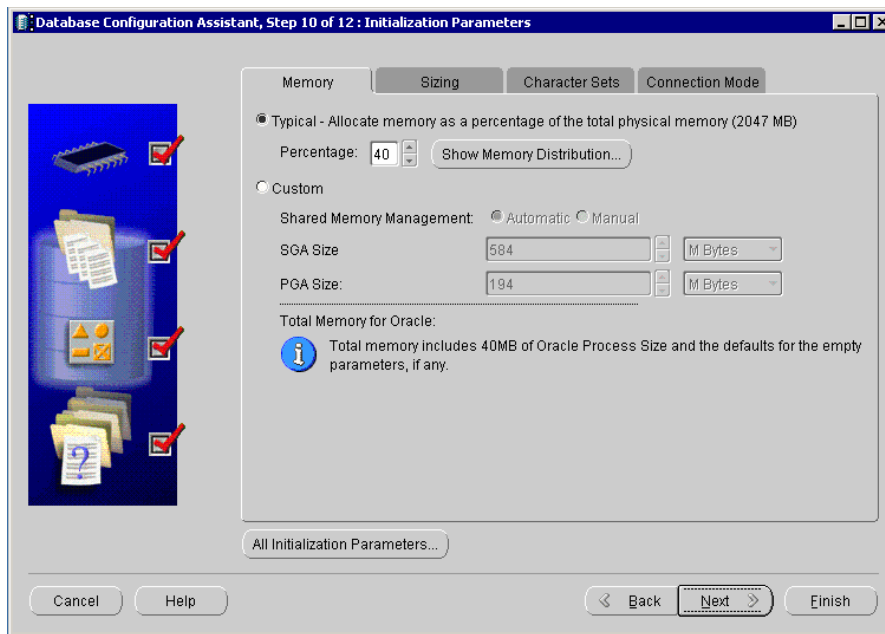 Database Configuration Assistant, Step 10 of 12 : Initialization Parameters
Memory Sizing Character Sets Connection Mode
Typical - Allocate memory as a percentage of the total physical memory (2047 MB)
Percentage: 40 Show Memory Distribution...
Custom
Shared Memory Management: Automatic Manual
SGA Size 584 M Bytes
PGA Size: 194 M Bytes
Total Memory for Oracle:
Total memory includes 40MB of Oracle Process Size and the defaults for the empty
parameters, if any.
?
All Initialization Parameters...
Cancel Help Back Next Finish